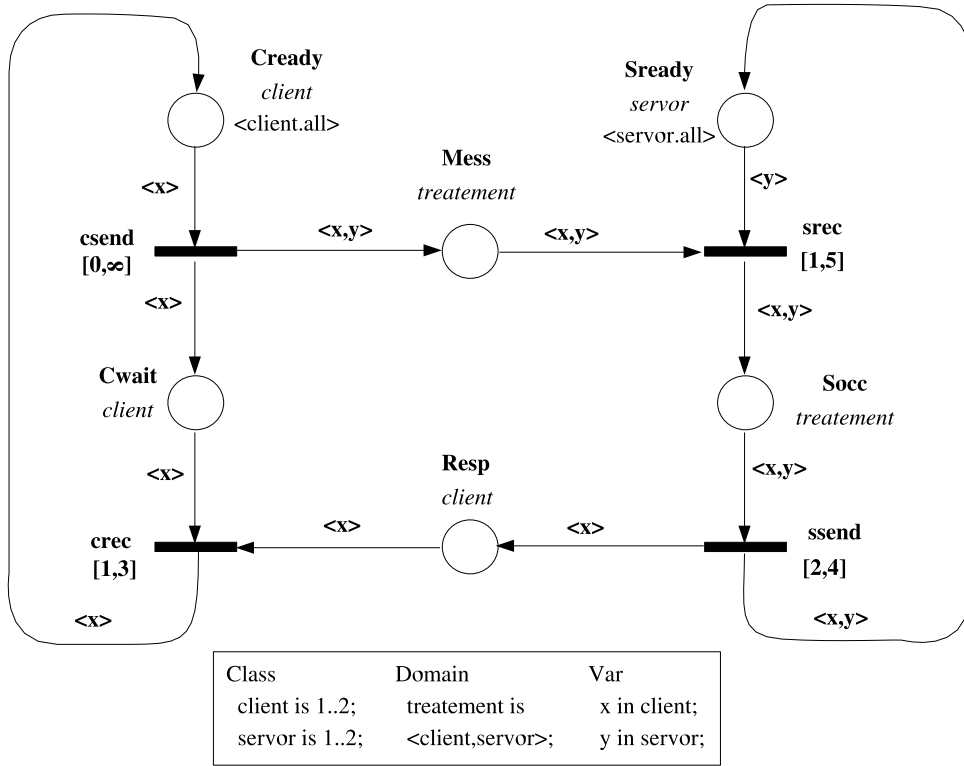 Cready
client
<client.all>
Sready
servor
<servor.all>
Mess
treatement
<x>
<y>
csend
[0,∞]
<x,y>
<x,y>
srec
[1,5]
<x>
<x,y>
Cwait
client
Socc
treatement
<x>
Resp
client
<x,y>
crec
[1,3]
<x>
<x>
ssend
[2,4]
<x>
<x,y>
Class
Domain
Var
client is 1..2;
treatement is
x in client;
servor is 1..2;
<client,servor>;
y in servor;